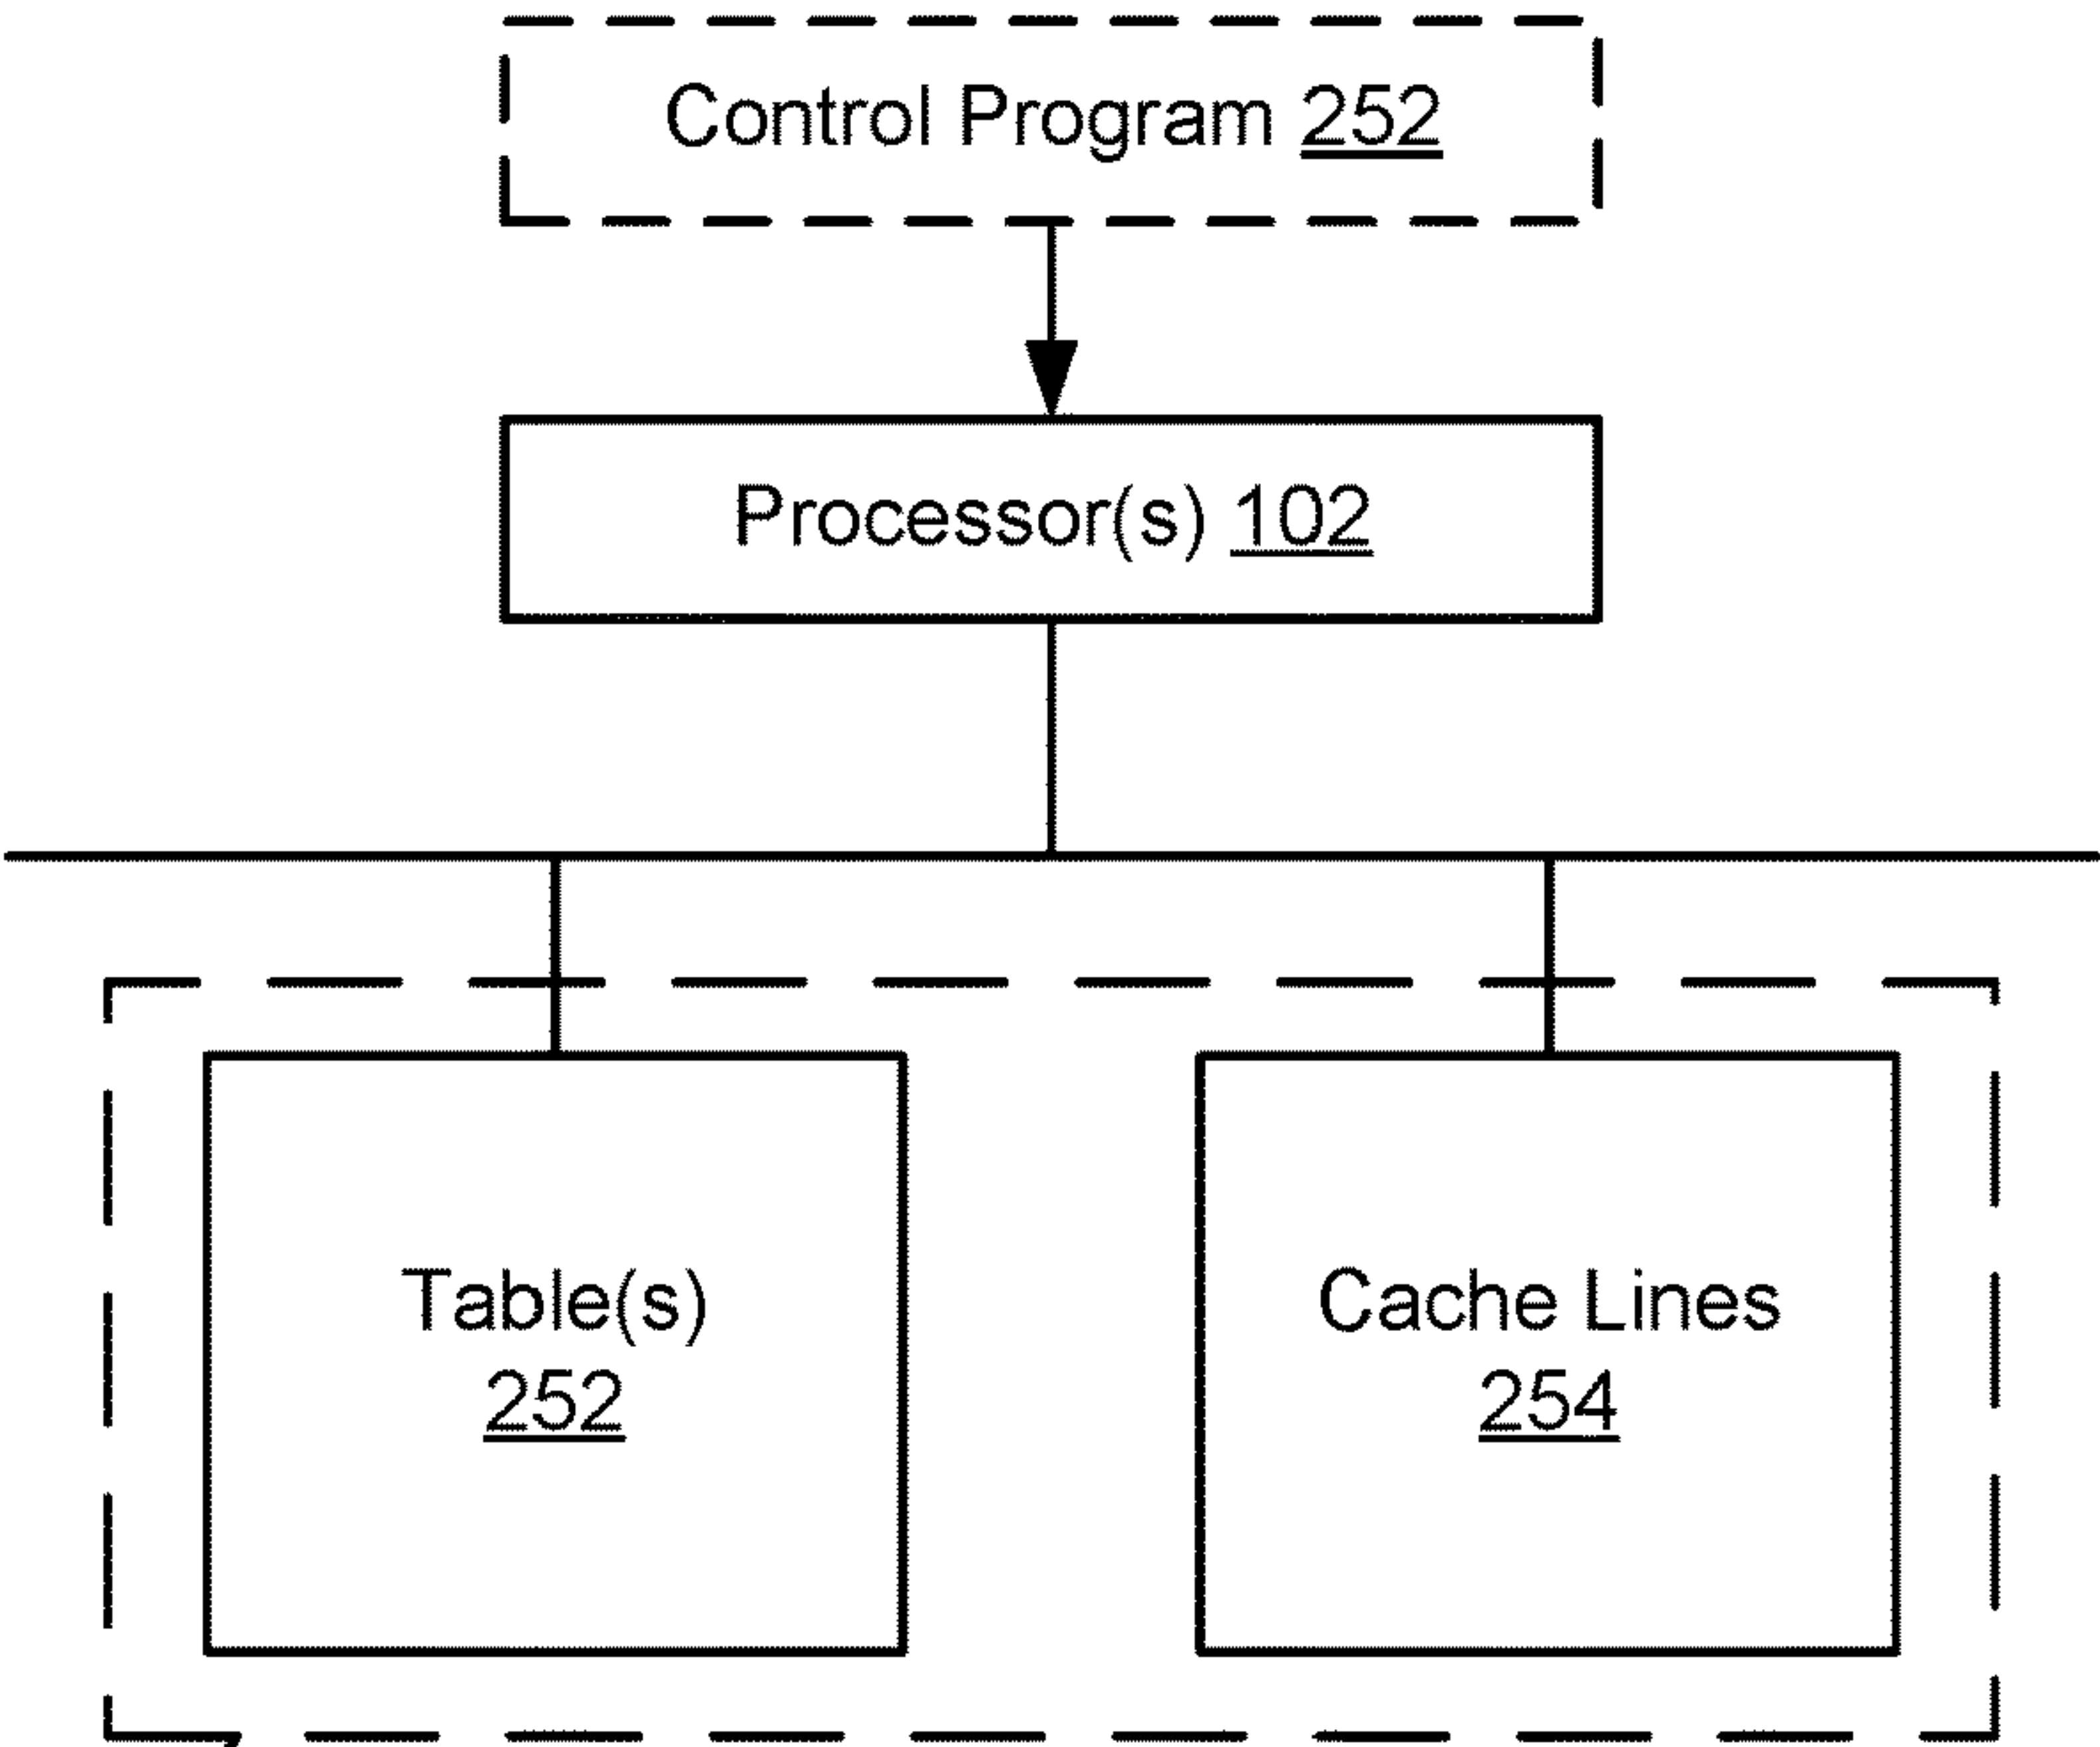 Control Program 252
Processor(s) 102
Table(s)
252
Cache Lines
254